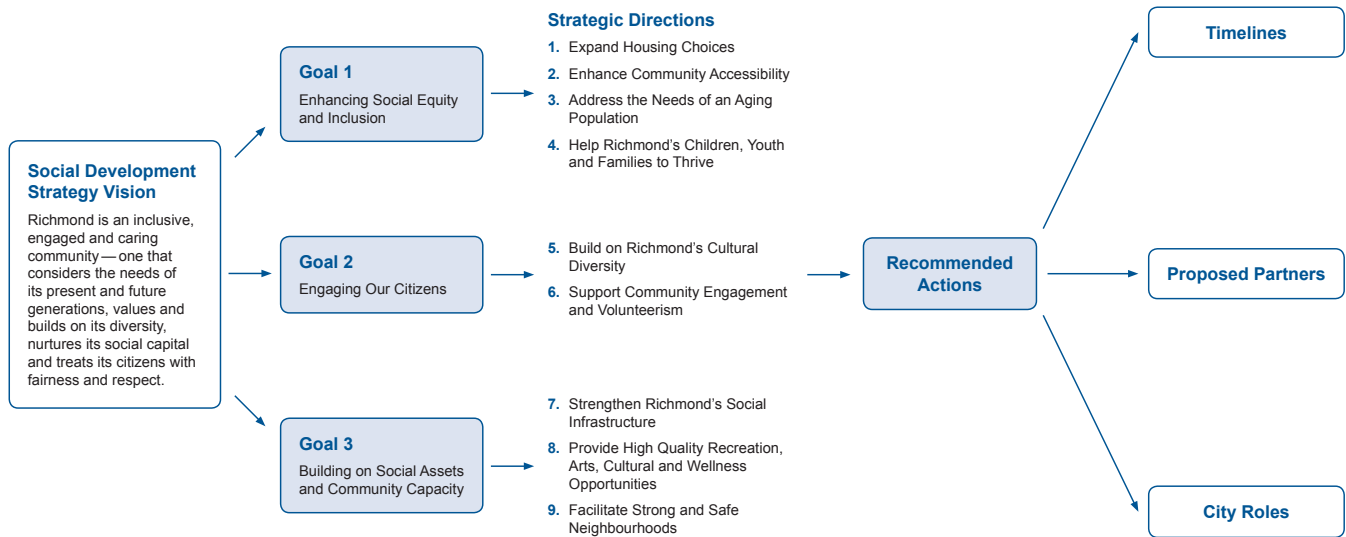 Social Development
Strategy Vision
Richmond is an inclusive,
engaged and caring
community — one that
considers the needs of
its present and future
generations, values and
builds on its diversity,
nurtures its social capital
and treats its citizens with
fairness and respect.
Goal 1
Enhancing Social Equity
and Inclusion
Goal 2
Engaging Our Citizens
Goal 3
Building on Social Assets
and Community Capacity
Strategic Directions
1. Expand Housing Choices
2. Enhance Community Accessibility
3. Address the Needs of an Aging
Population
4. Help Richmond's Children, Youth
and Families to Thrive
5. Build on Richmond's Cultural
Diversity
6. Support Community Engagement
and Volunteerism
7. Strengthen Richmond's Social
Infrastructure
8. Provide High Quality Recreation,
Arts, Cultural and Wellness
Opportunities
9. Facilitate Strong and Safe
Neighbourhoods
Recommended
Actions
Timelines
Proposed Partners
City Roles